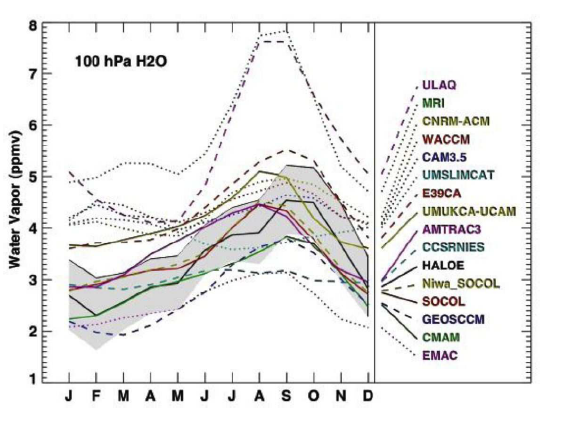 100 hPa H2O
Water Vapor (ppmv)
8
7
6
5
4
3
2
1
J F M A M J J A S O N D
ULAQ
MRI
CNRM-ACM
WACCM
CAM3.5
UMSLIMCAT
E39CA
UMUKCA-UCAM
AMTRAC3
CCSRNIES
HALOE
Niwa_SOCOL
SOCOL
GEOSCCM
CMAM
EMAC